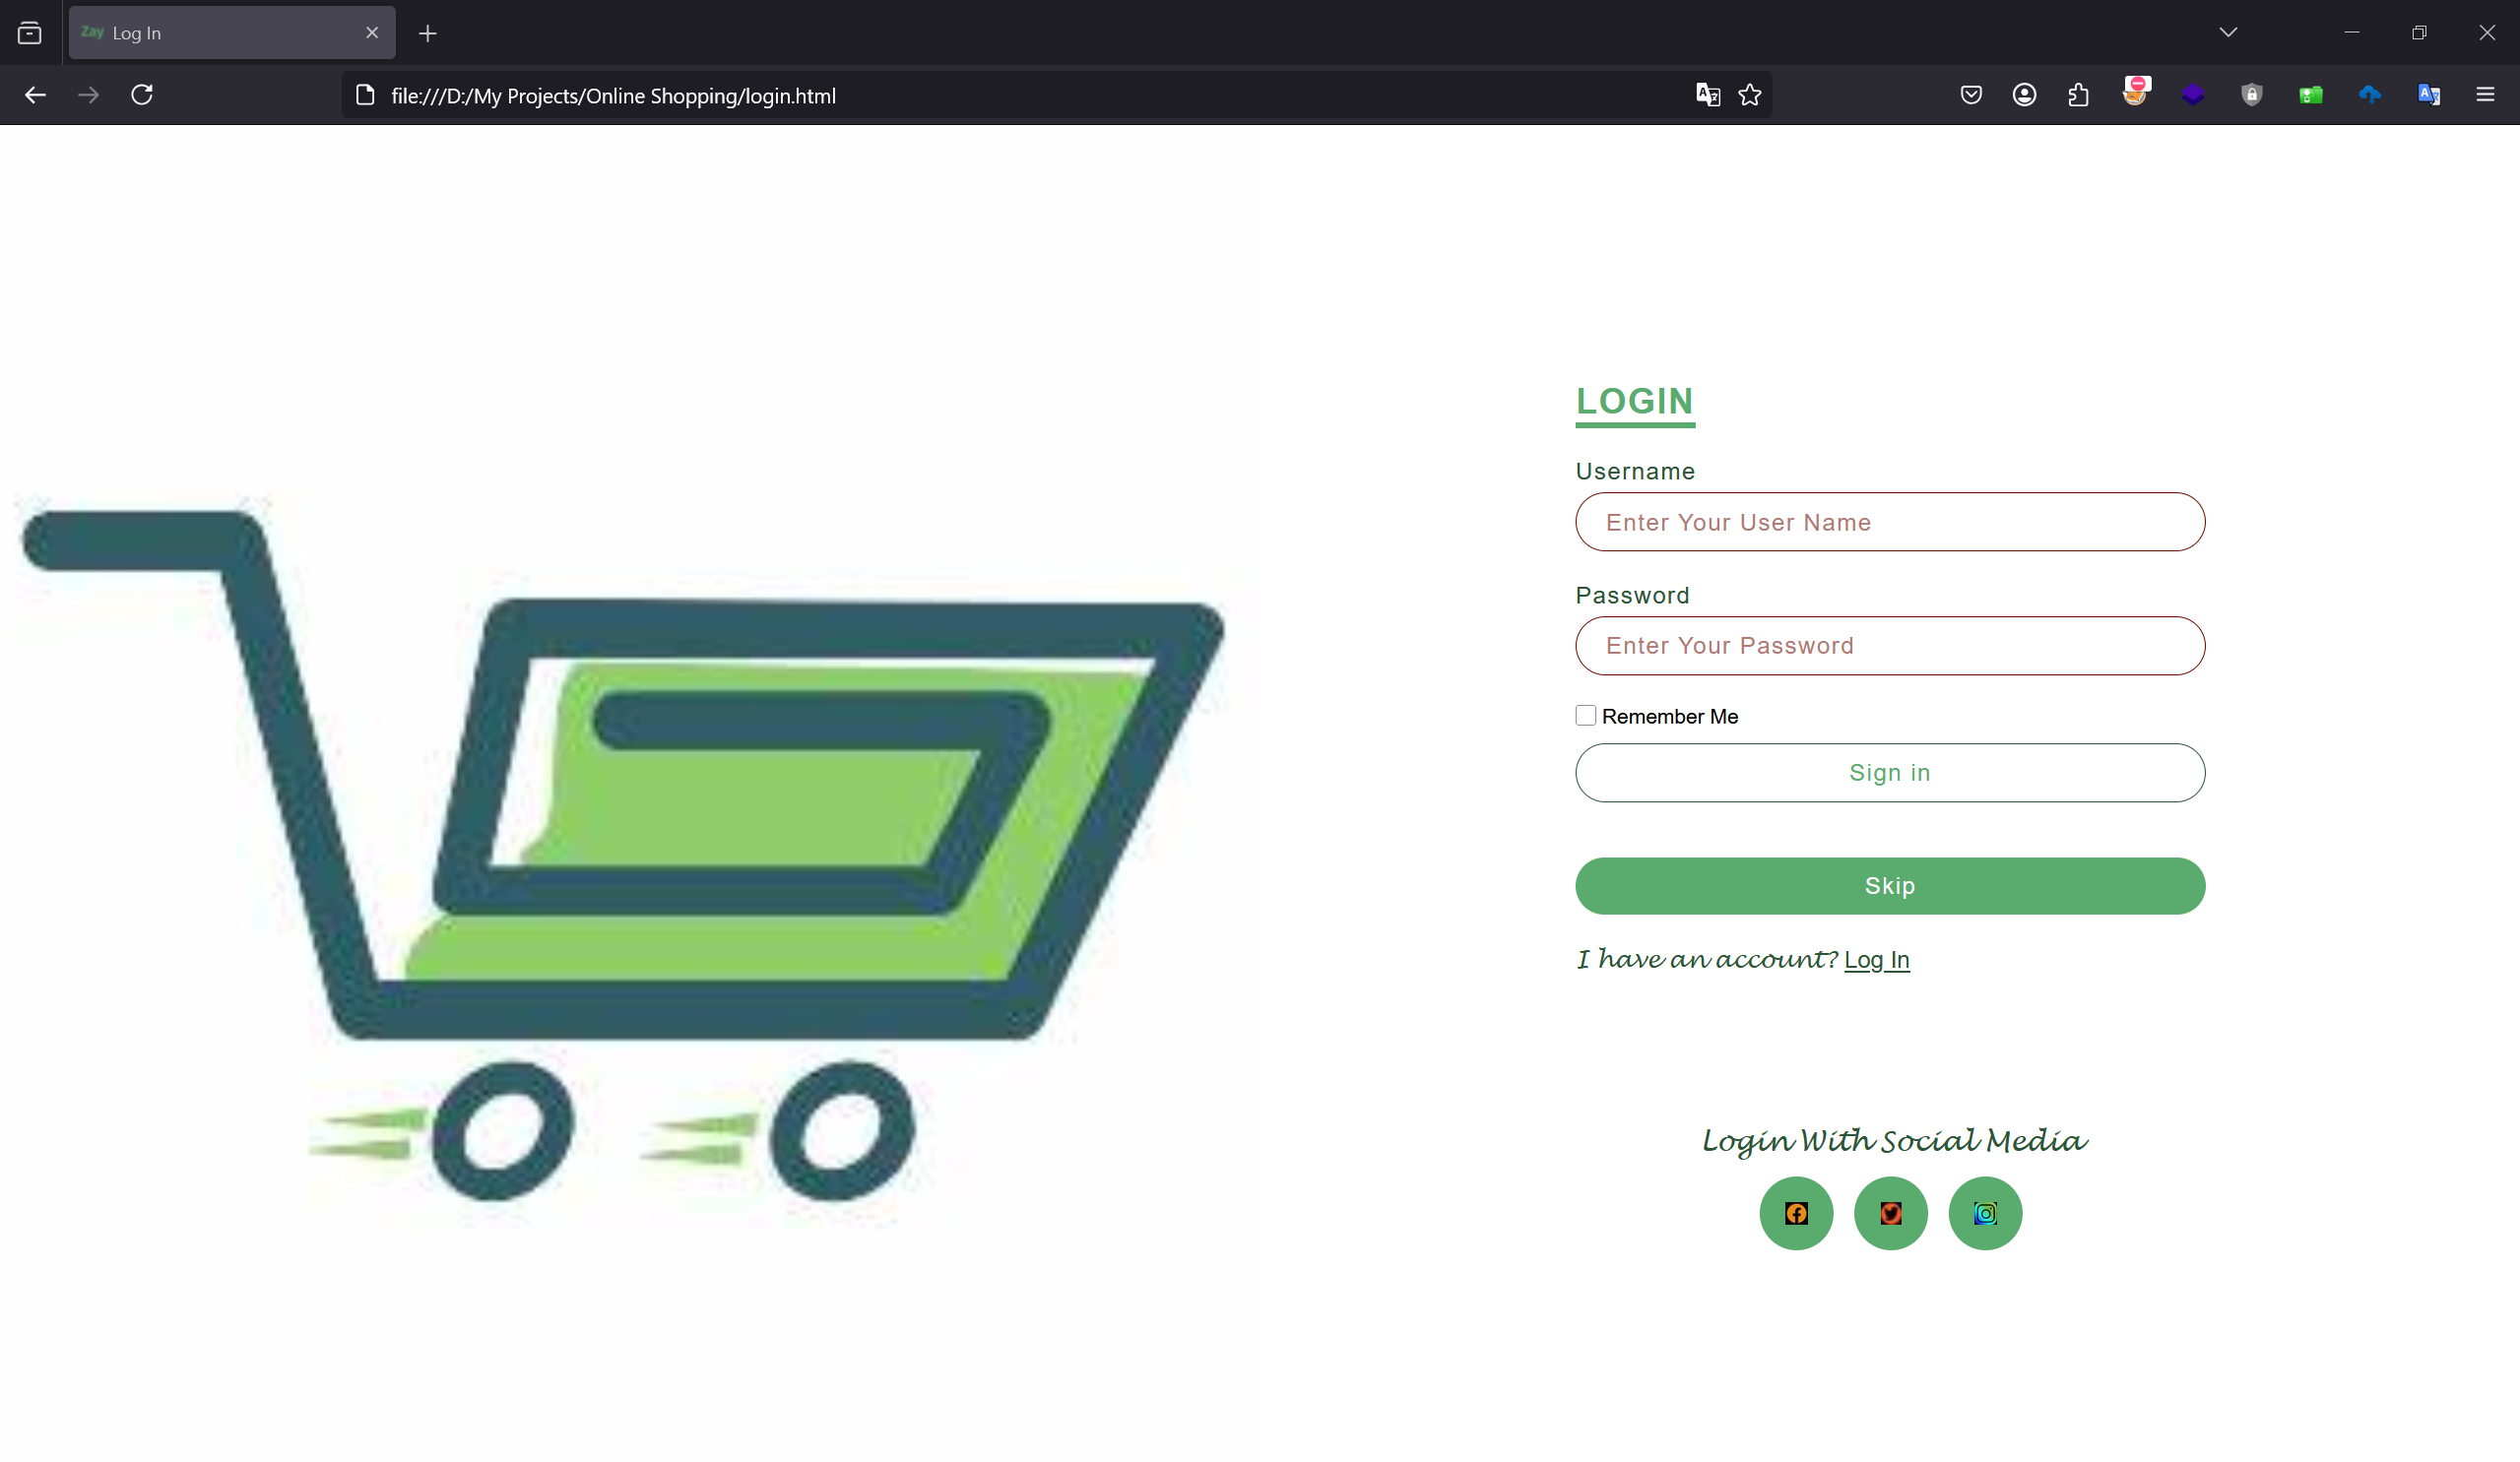 Zay Log In
file:///D:/My Projects/Online Shopping/login.html
LOGIN
Username
Enter Your User Name
Password
Enter Your Password
Remember Me
Sign in
Skip
I have an account? Log In
Login With Social Media